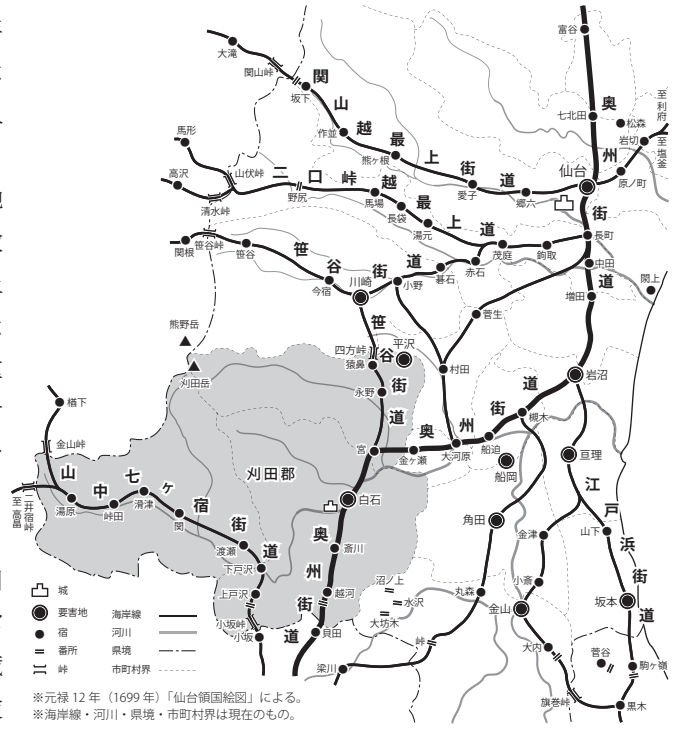 富谷
大滝
関山峠
坂下
関山越最上街道
作並
熊ヶ根
愛子
郷六
七北田
松森
岩切
至利府
至塩釜
原ノ町
仙台
奥州街道
馬形
高沢
山伏峠
清水峠
二口峠越最上道
野尻
馬場
長袋
湯元
茂庭
鉤取
長町
中田
増田
閖上
関根
笹谷峠
笹谷
笹谷街道
今宿
川崎
小野
碁石
赤石
菅生
熊野岳
刈田岳
四方峠
猿鼻
平沢
笹谷街道
永野
村田
岩沼
楢下
金山峠
宮
金ヶ瀬
大河原
船迫
槻木
奥州街道
船岡
亘理
江戸浜街道
至高畠
二井宿峠
山中七ヶ宿街道
湯原
峠田
滑津
関
渡瀬
下戸沢
上戸沢
小坂峠
小坂
刈田郡
白石
斎川
越河
貝田
奥州街道
角田
金津
山下
小斎
丸森
金山
坂本
沼ノ上
水沢
大坊木
峠
梁川
大内
菅谷
駒ヶ嶺
旗巻峠
黒木
城
要害地
宿
番所
峠
海岸線
河川
県境
市町村界
※元禄12年（1699年）「仙台領国絵図」による。
※海岸線・河川・県境・市町村界は現在のもの。